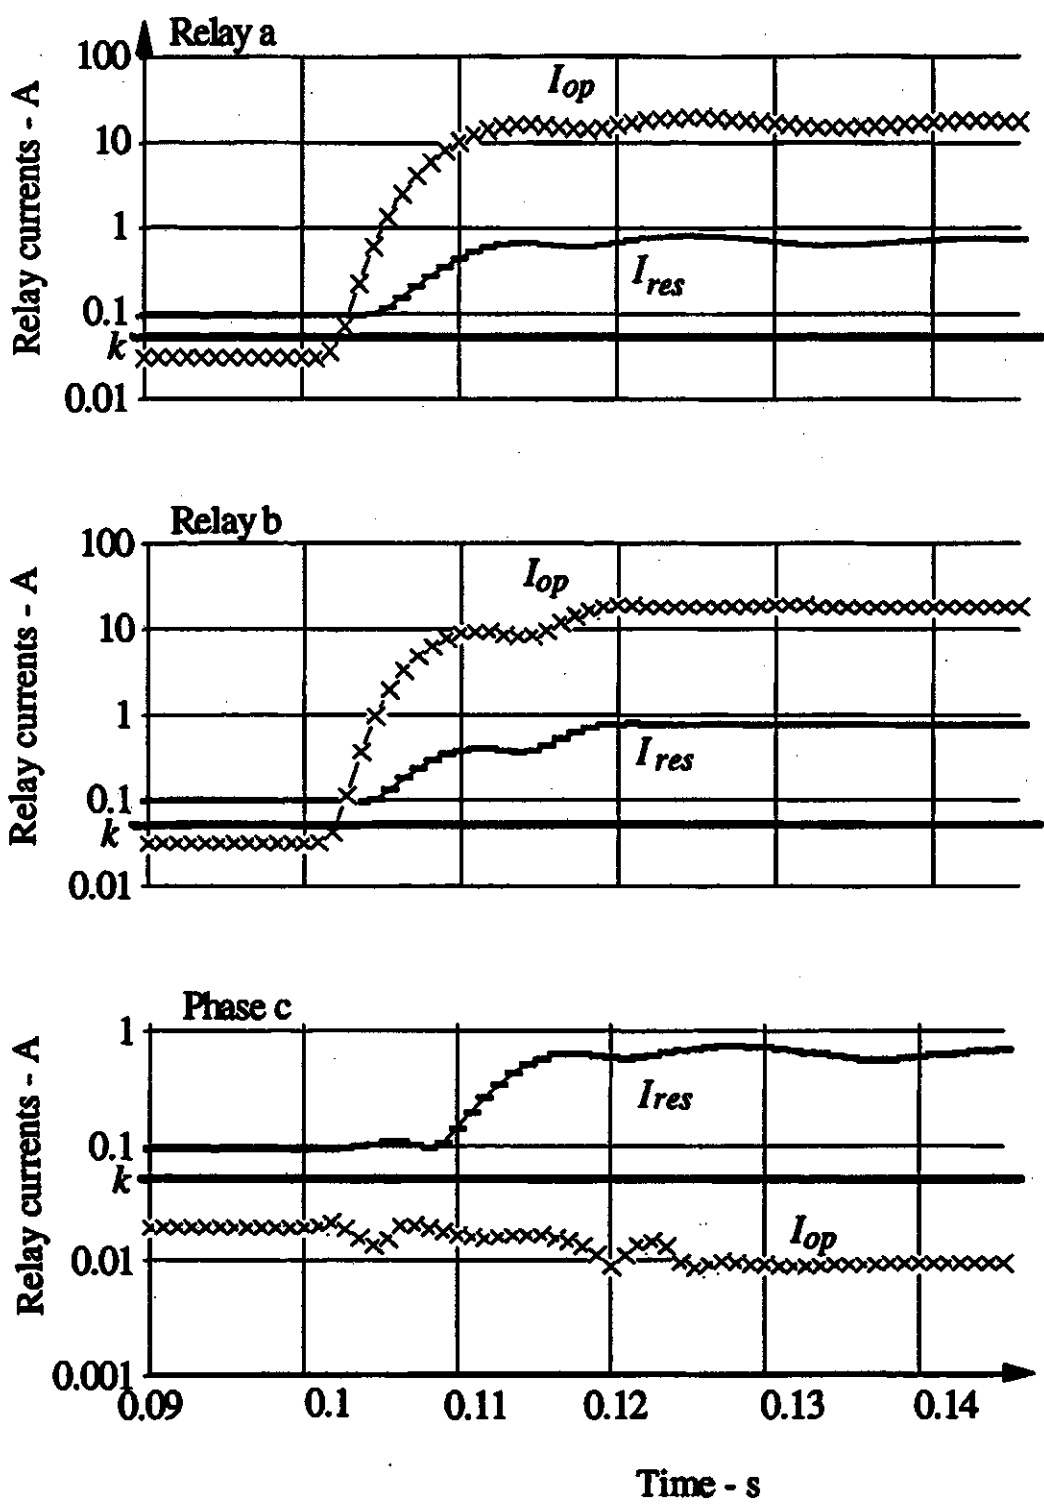 Relay a
100
10
1
0.1
k
0.01
Relay currents - A
Iop
Ires
Relay b
100
10
1
0.1
k
0.01
Relay currents - A
Iop
Ires
Phase c
1
0.1
k
0.01
0.001
Relay currents - A
Ires
Iop
0.09 0.1 0.11 0.12 0.13 0.14
Time - s